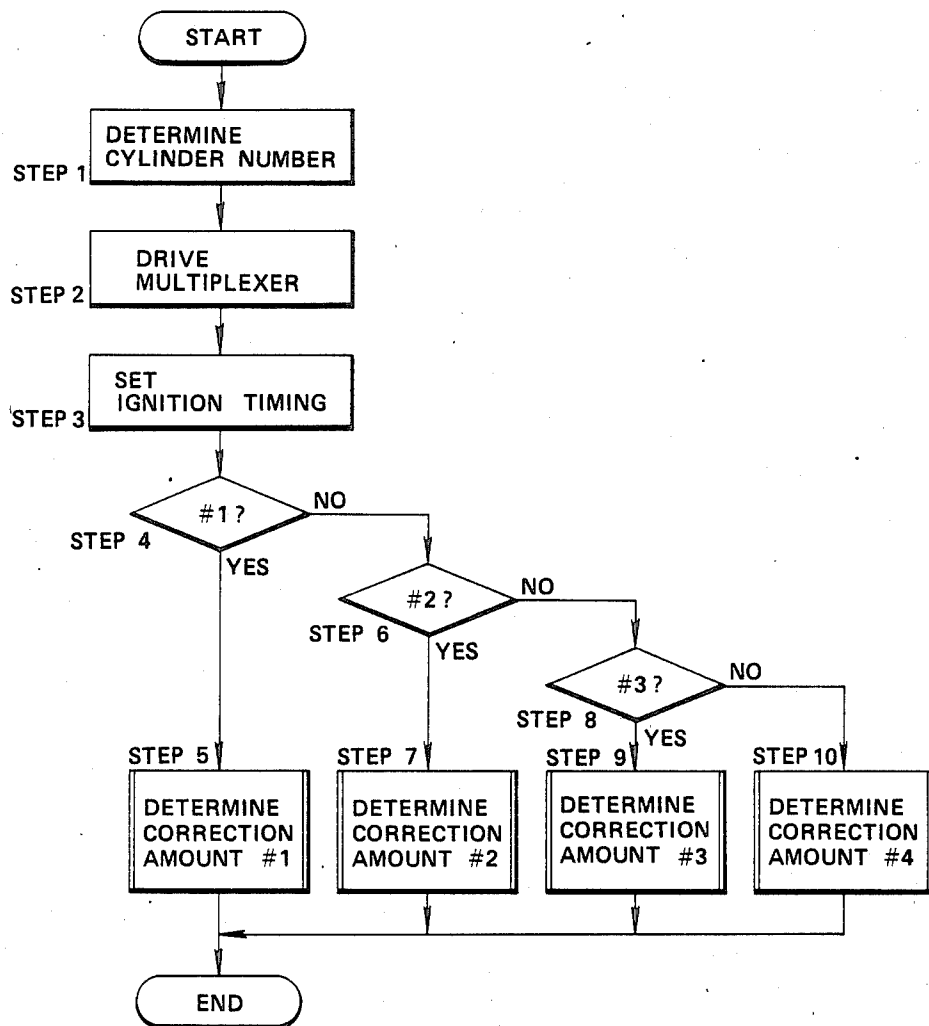 START
DETERMINE
CYLINDER NUMBER
STEP 1
DRIVE
MULTIPLEXER
STEP 2
SET
IGNITION TIMING
STEP 3
#1?
NO
STEP 4
YES
#2?
NO
STEP 6
YES
#3?
NO
STEP 8
YES
STEP 5
DETERMINE
CORRECTION
AMOUNT #1
STEP 7
DETERMINE
CORRECTION
AMOUNT #2
STEP 9
DETERMINE
CORRECTION
AMOUNT #3
STEP 10
DETERMINE
CORRECTION
AMOUNT #4
END